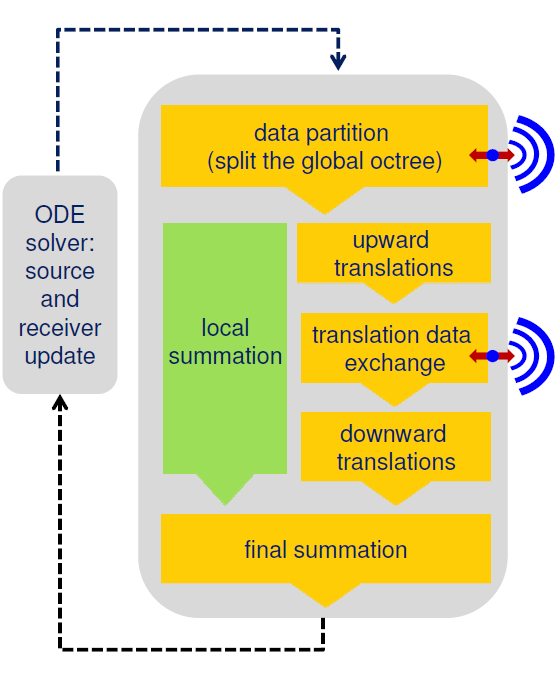 data partition
(split the global octree)
ODE
solver:
source
and
receiver
update
local
summation
upward
translations
translation data
exchange
downward
translations
final summation